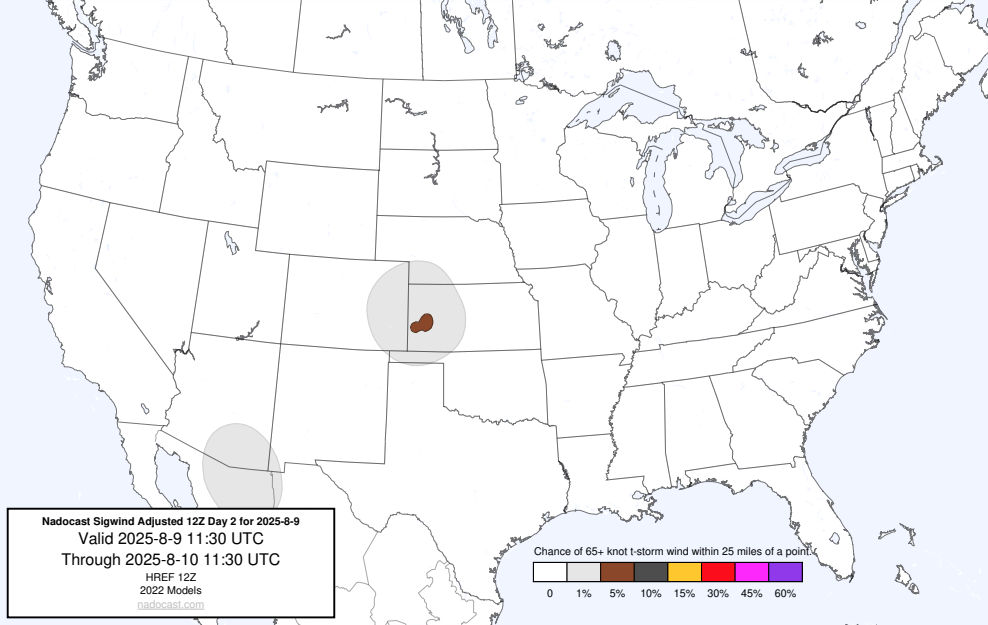 Nadocast Sigwind Adjusted 12Z Day 2 for 2025-8-9
Valid 2025-8-9 11:30 UTC
Through 2025-8-10 11:30 UTC
HREF 12Z
2022 Models
nadocast.com
Chance of 65+ knot t-storm wind within 25 miles of a point.
0 1% 5% 10% 15% 30% 45% 60%